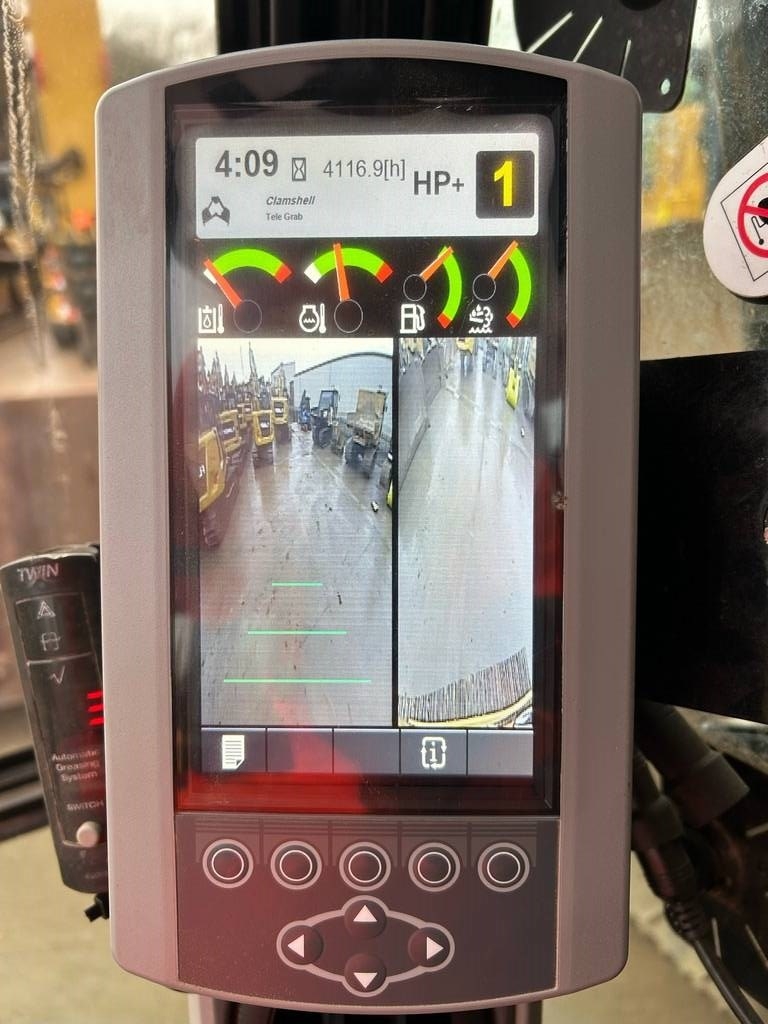 4:09 4116.9[h] HP+ 1
Clamshell
Tele Grab
TWIN
Automatic
Greasing
System
SWITCH